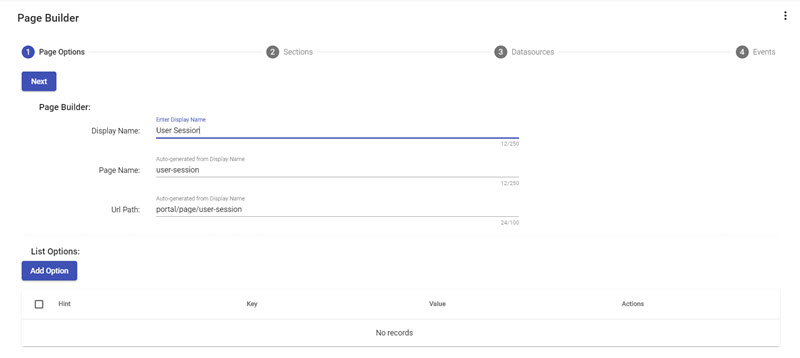 Page Builder
1 Page Options 2 Sections 3 Datasources 4 Events
Next
Page Builder:
Enter Display Name
Display Name: User Session
12/250
Auto-generated from Display Name
Page Name: user-session
12/250
Auto-generated from Display Name
Url Path: portal/page/user-session
24/100
List Options:
Add Option
Hint Key Value Actions
No records